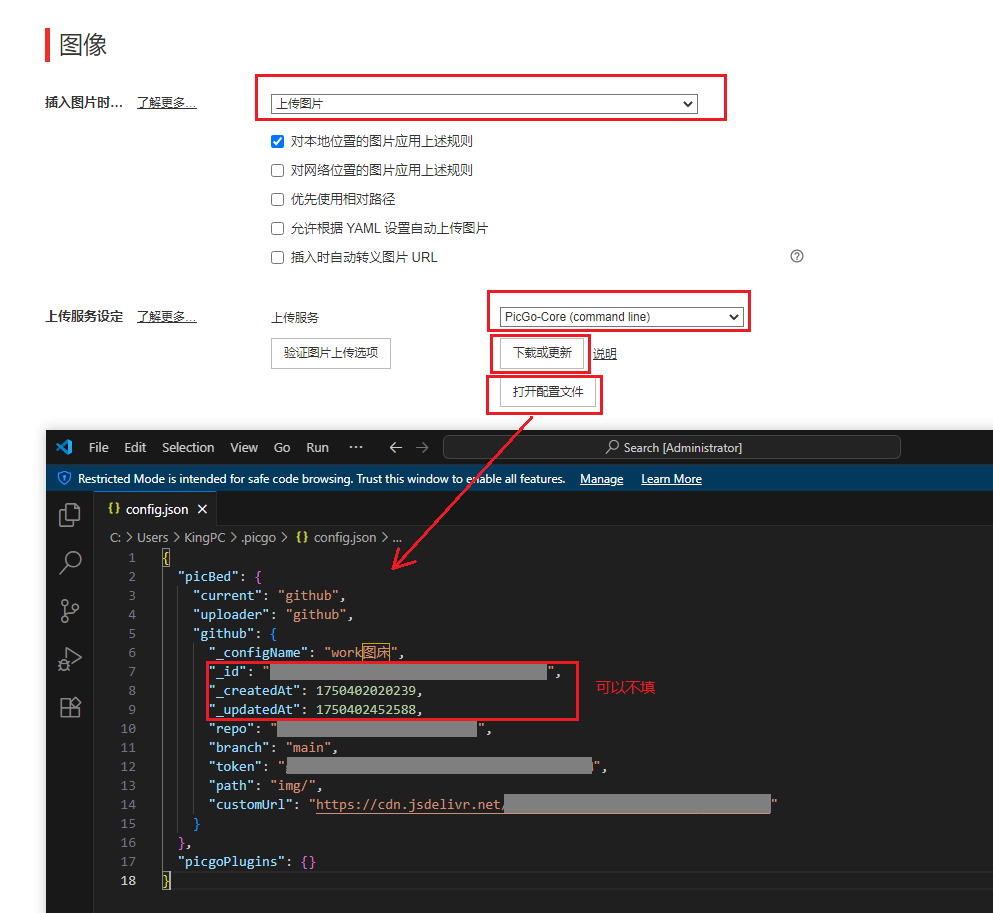 图像
插入图片时... 了解更多...
上传图片
对本地位置的图片应用上述规则
对网络位置的图片应用上述规则
优先使用相对路径
允许根据 YAML 设置自动上传图片
插入时自动转义图片 URL
上传服务设定 了解更多... 上传服务 PicGo-Core (command line)
验证图片上传选项 下载或更新 说明
打开配置文件
File Edit Selection View Go Run ··· Search [Administrator]
Restricted Mode is intended for safe code browsing. Trust this window to enable all features. Manage Learn More
{} config.json
C: > Users > KingPC > .picgo > {} config.json > ...
1 {
2 "picBed": {
3 "current": "github",
4 "uploader": "github",
5 "github": {
6 "_configName": "work图床",
7 "_id": " ",
8 "_createdAt": 1750402020239,
可以不填
9 "_updatedAt": 1750402452588,
10 "repo": " ",
11 "branch": "main",
12 "token": " ",
13 "path": "img/",
14 "customUrl": "https://cdn.jsdelivr.net/ "
15 }
16 },
17 "picgoPlugins": {}
18 }